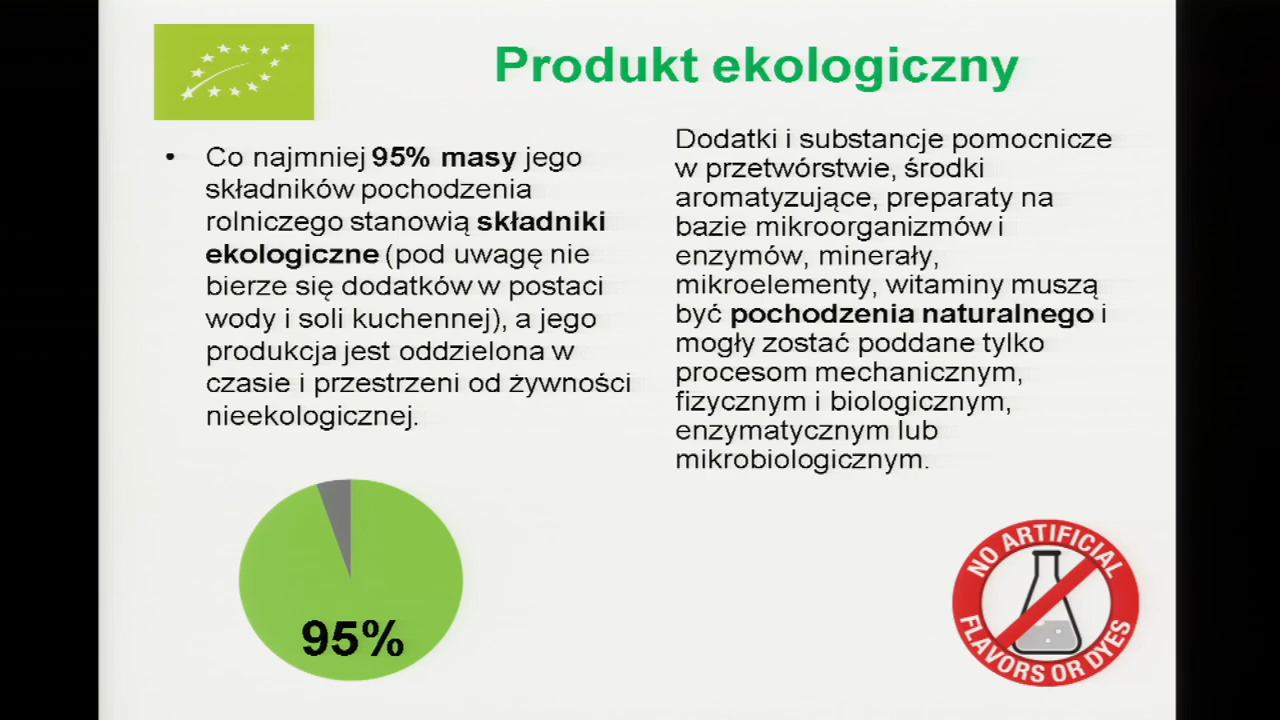 Produkt ekologiczny
• Co najmniej 95% masy jego
składników pochodzenia
rolniczego stanowią składniki
ekologiczne (pod uwagę nie
bierze się dodatków w postaci
wody i soli kuchennej), a jego
produkcja jest oddzielona w
czasie i przestrzeni od żywności
nieekologicznej.
Dodatki i substancje pomocnicze
w przetwórstwie, środki
aromatyzujące, preparaty na
bazie mikroorganizmów i
enzymów, minerały,
mikroelementy, witaminy muszą
być pochodzenia naturalnego i
mogły zostać poddane tylko
procesom mechanicznym,
fizycznym i biologicznym,
enzymatycznym lub
mikrobiologicznym.
95%
NO ARTIFICIAL
FLAVORS OR DYES